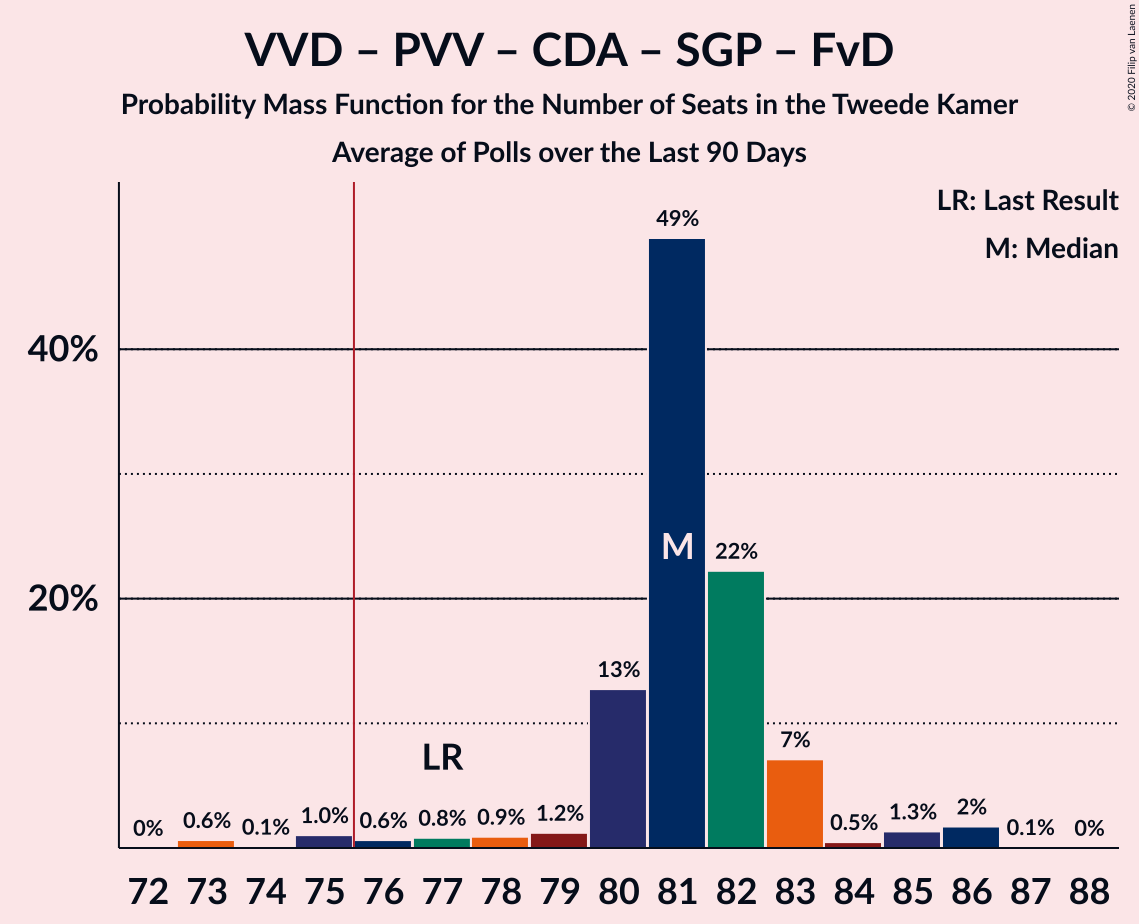 VVD – PVV – CDA – SGP – FvD
Probability Mass Function for the Number of Seats in the Tweede Kamer
Average of Polls over the Last 90 Days
© 2020 Filip van Laenen
LR: Last Result
M: Median
40%
20%
0%
0.6%
0.1%
1.0%
0.6%
0.8%
0.9%
1.2%
13%
49%
22%
7%
0.5%
1.3%
2%
0.1%
0%
LR
M
72 73 74 75 76 77 78 79 80 81 82 83 84 85 86 87 88